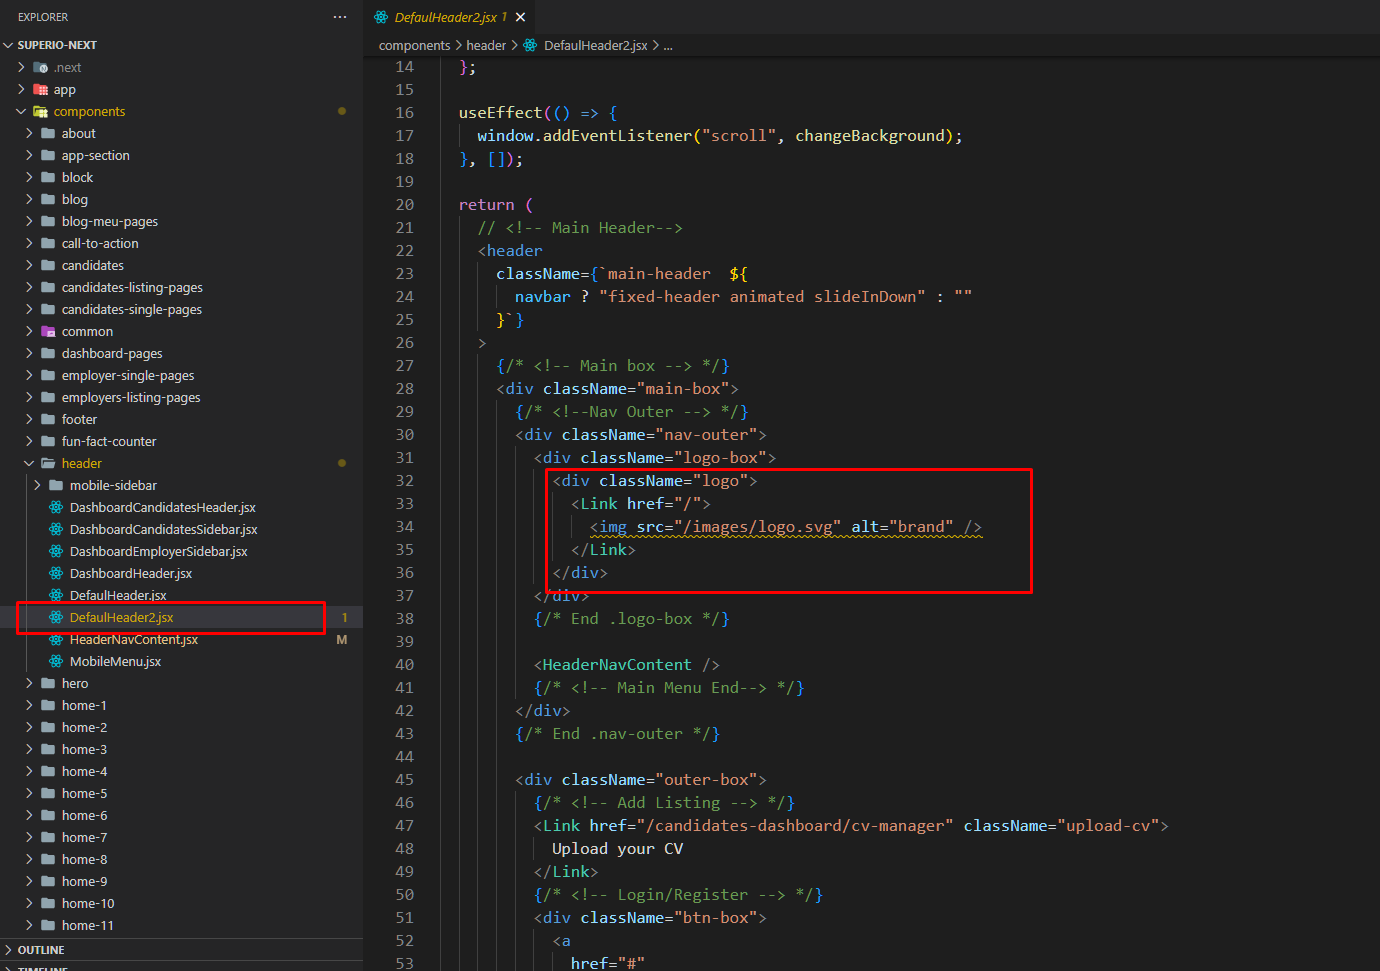 EXPLORER ···
SUPERIO-NEXT
.next
app
components
about
app-section
block
blog
blog-meu-pages
call-to-action
candidates
candidates-listing-pages
candidates-single-pages
common
dashboard-pages
employer-single-pages
employers-listing-pages
footer
fun-fact-counter
header
mobile-sidebar
DashboardCandidatesHeader.jsx
DashboardCandidatesSidebar.jsx
DashboardEmployerSidebar.jsx
DashboardHeader.jsx
DefaulHeader.jsx
DefaulHeader2.jsx 1
HeaderNavContent.jsx M
MobileMenu.jsx
hero
home-1
home-2
home-3
home-4
home-5
home-6
home-7
home-8
home-9
home-10
home-11
OUTLINE
TIMELINE
DefaulHeader2.jsx 1
components > header > DefaulHeader2.jsx > ...
14 };
15
16 useEffect(() => {
17 window.addEventListener("scroll", changeBackground);
18 }, []);
19
20 return (
21 // <!-- Main Header-->
22 <header
23 className={`main-header  ${
24 navbar ? "fixed-header animated slideInDown" : ""
25 }`}
26 >
27 {/* <!-- Main box --> */}
28 <div className="main-box">
29 {/* <!--Nav Outer --> */}
30 <div className="nav-outer">
31 <div className="logo-box">
32 <div className="logo">
33 <Link href="/">
34 <img src="/images/logo.svg" alt="brand" />
35 </Link>
36 </div>
37 </div>
38 {/* End .logo-box */}
39
40 <HeaderNavContent />
41 {/* <!-- Main Menu End--> */}
42 </div>
43 {/* End .nav-outer */}
44
45 <div className="outer-box">
46 {/* <!-- Add Listing --> */}
47 <Link href="/candidates-dashboard/cv-manager" className="upload-cv">
48 Upload your CV
49 </Link>
50 {/* <!-- Login/Register --> */}
51 <div className="btn-box">
52 <a
53 href="#"